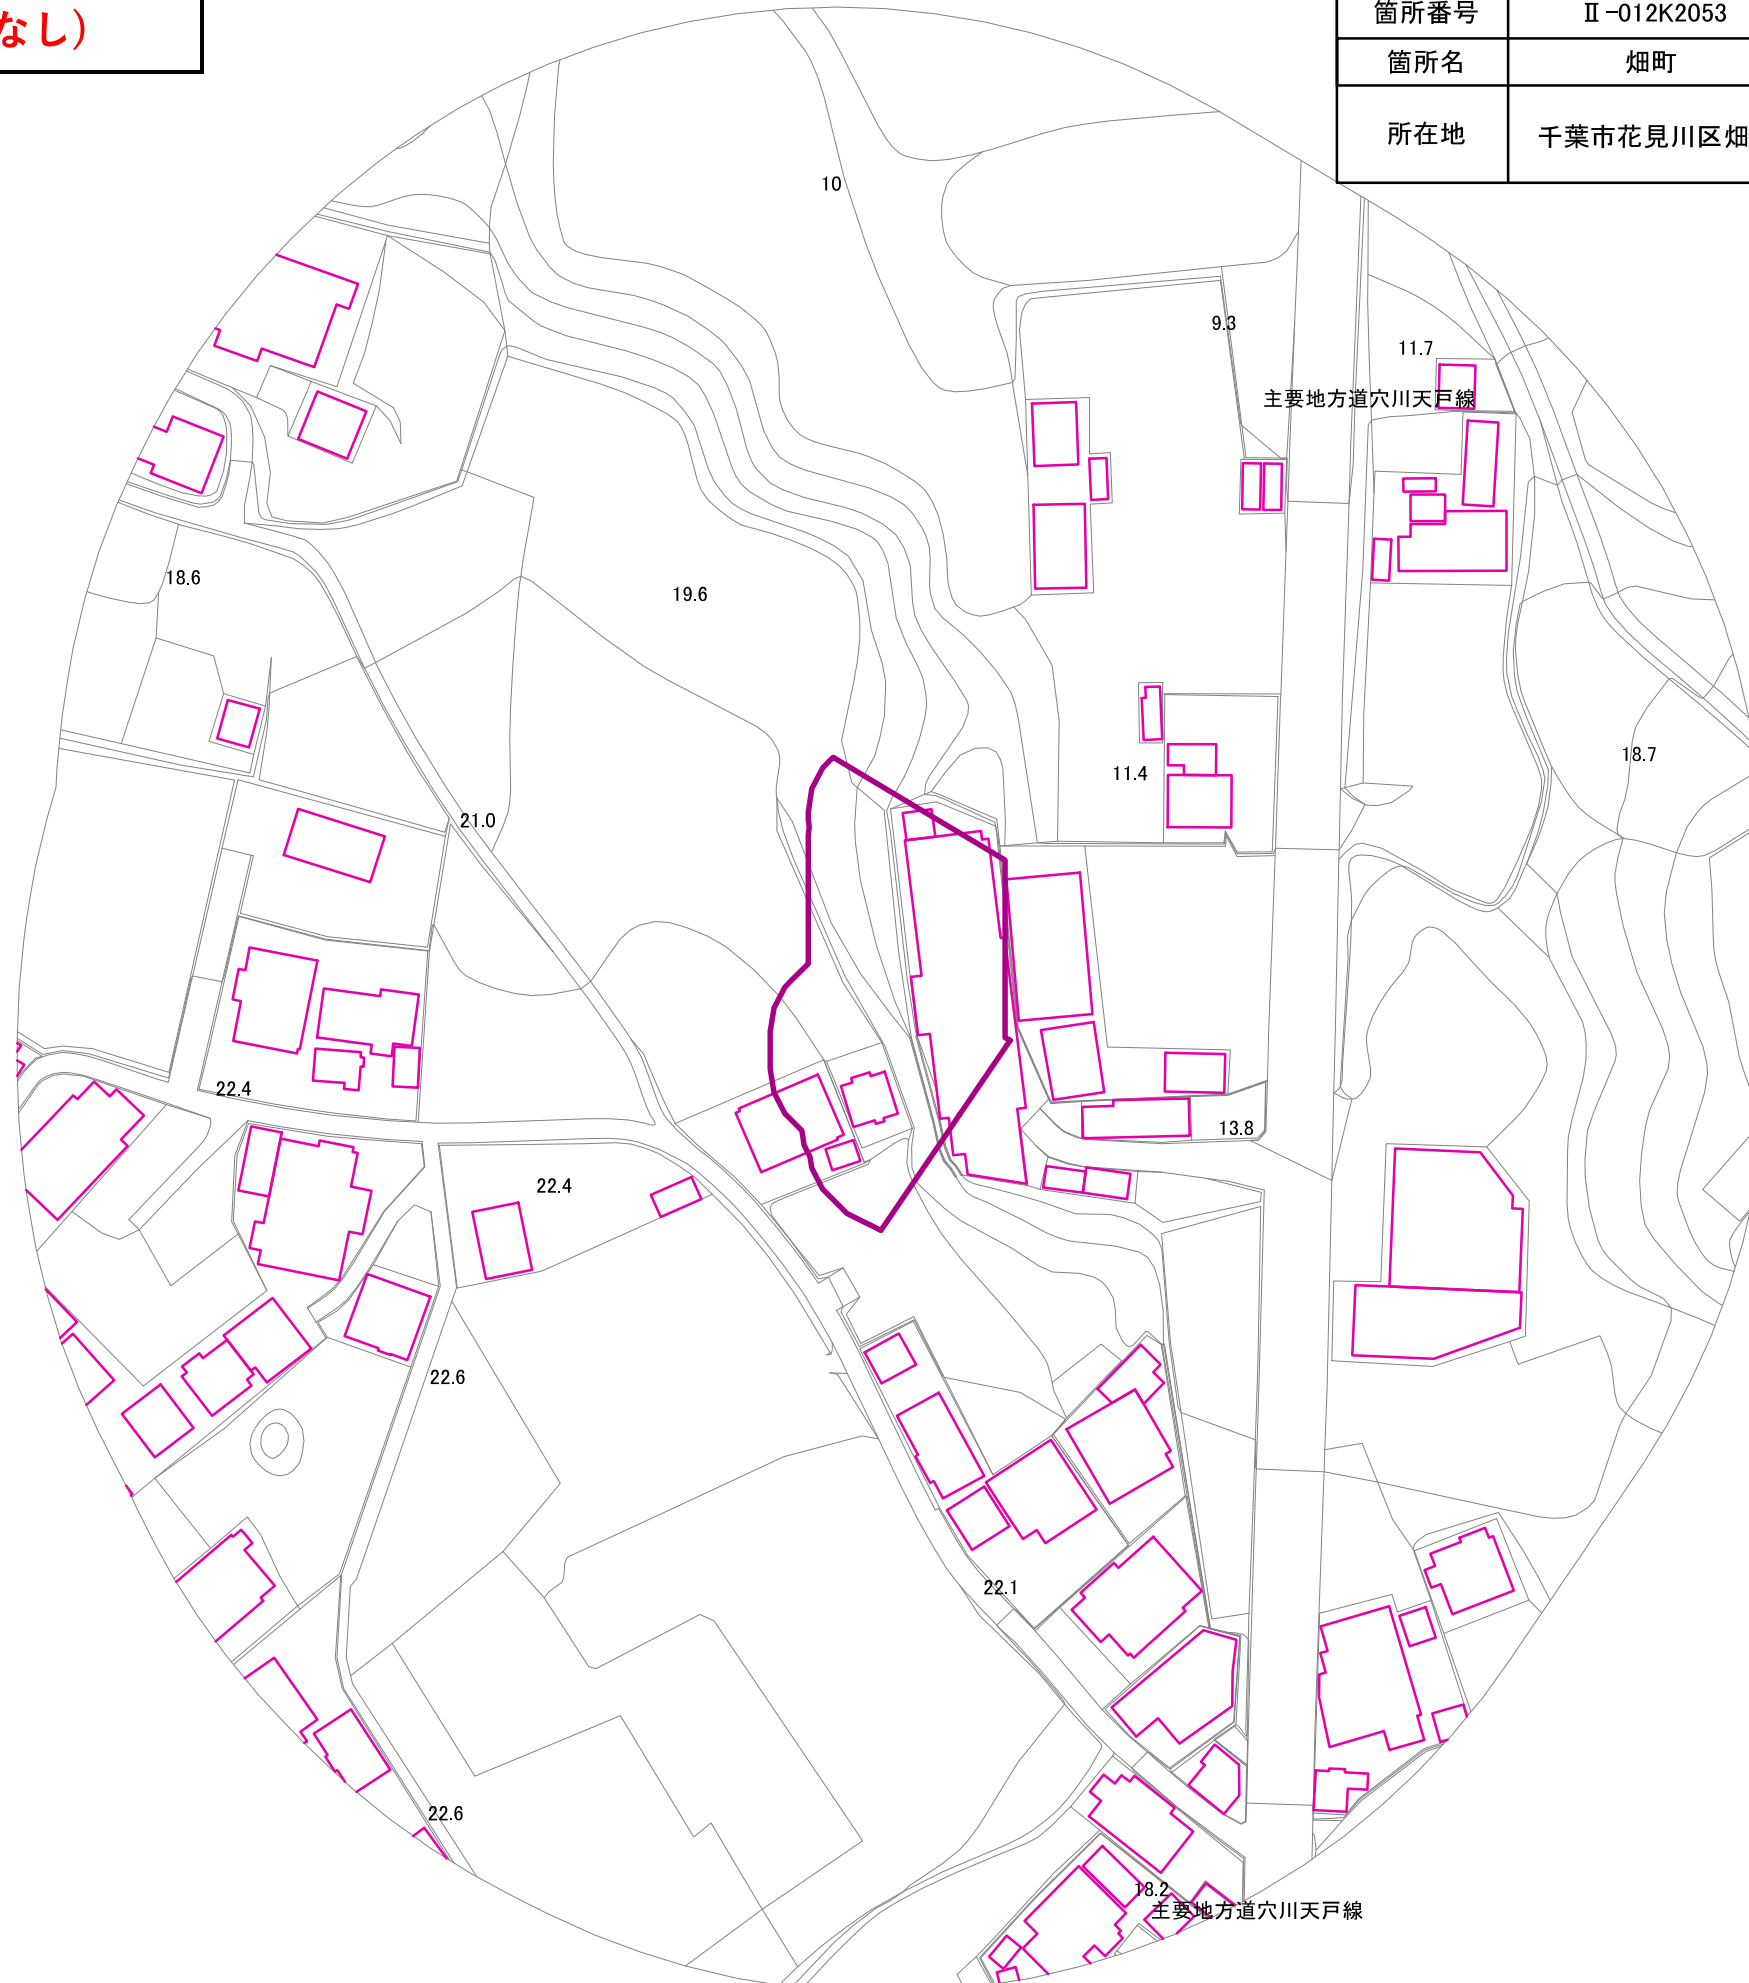 なし）
箇所番号 Ⅱ-012K2053
箇所名 畑町
所在地 千葉市花見川区畑
10
9.3
11.7
主要地方道穴川天戸線
18.6
19.6
18.7
11.4
21.0
22.4
13.8
22.4
22.6
22.1
22.6
18.2
主要地方道穴川天戸線